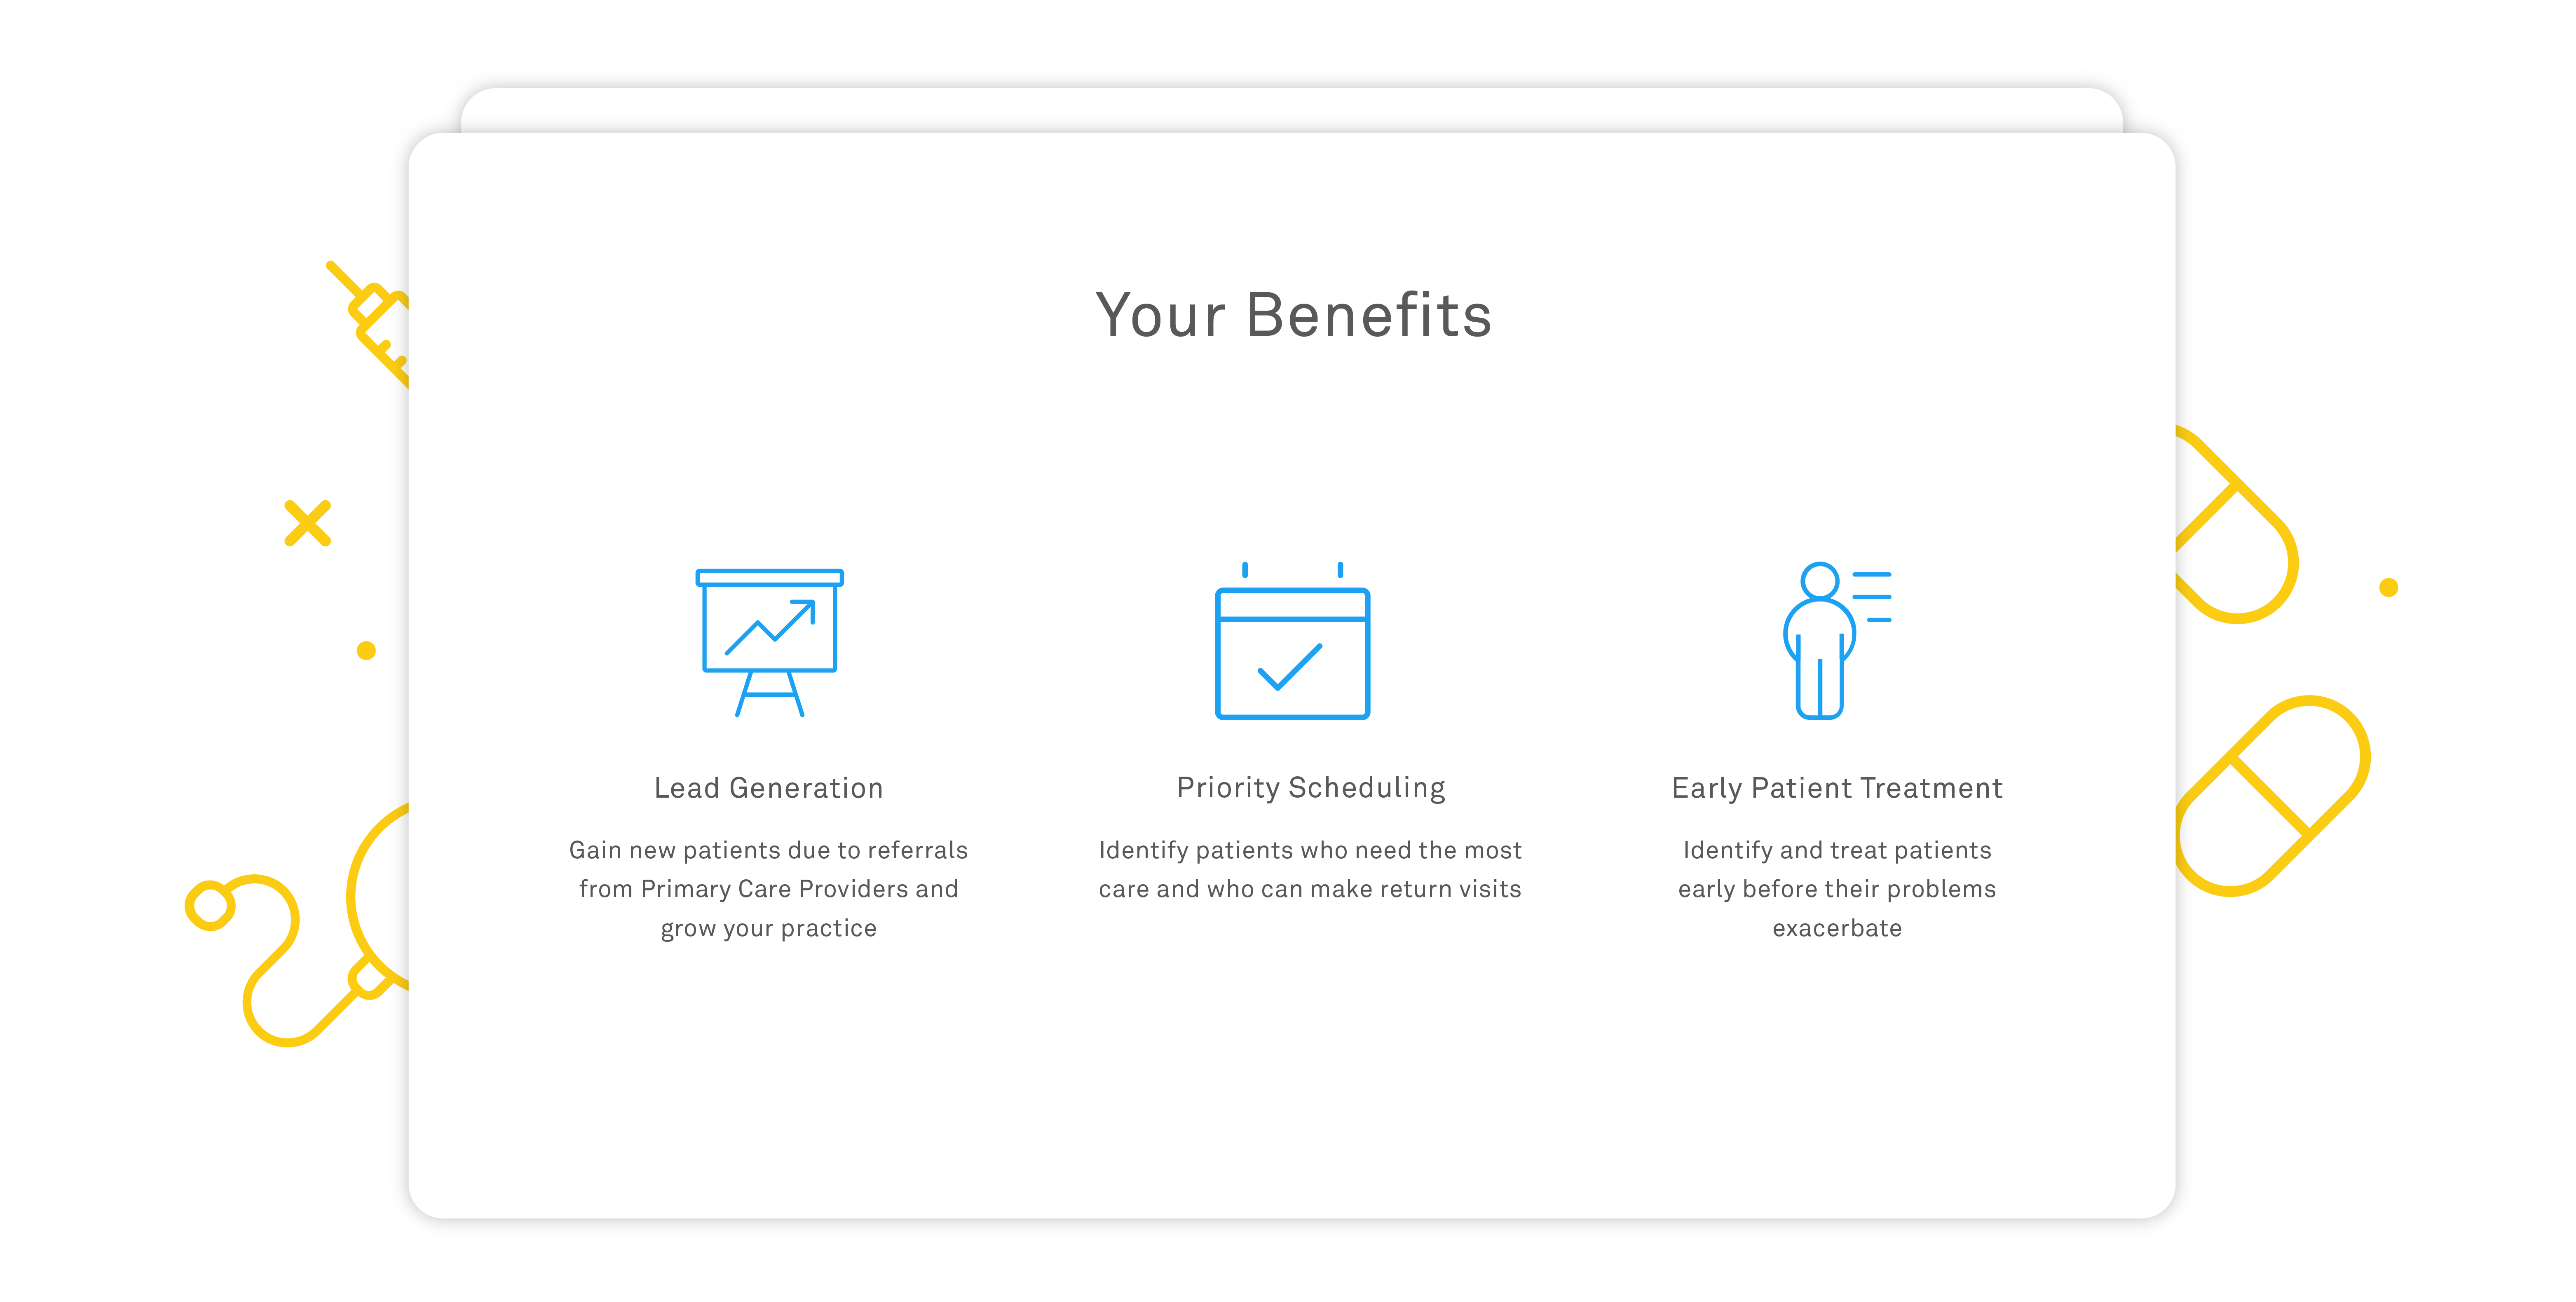 Your Benefits
Lead Generation
Gain new patients due to referrals
from Primary Care Providers and
grow your practice
Priority Scheduling
Identify patients who need the most
care and who can make return visits
Early Patient Treatment
Identify and treat patients
early before their problems
exacerbate